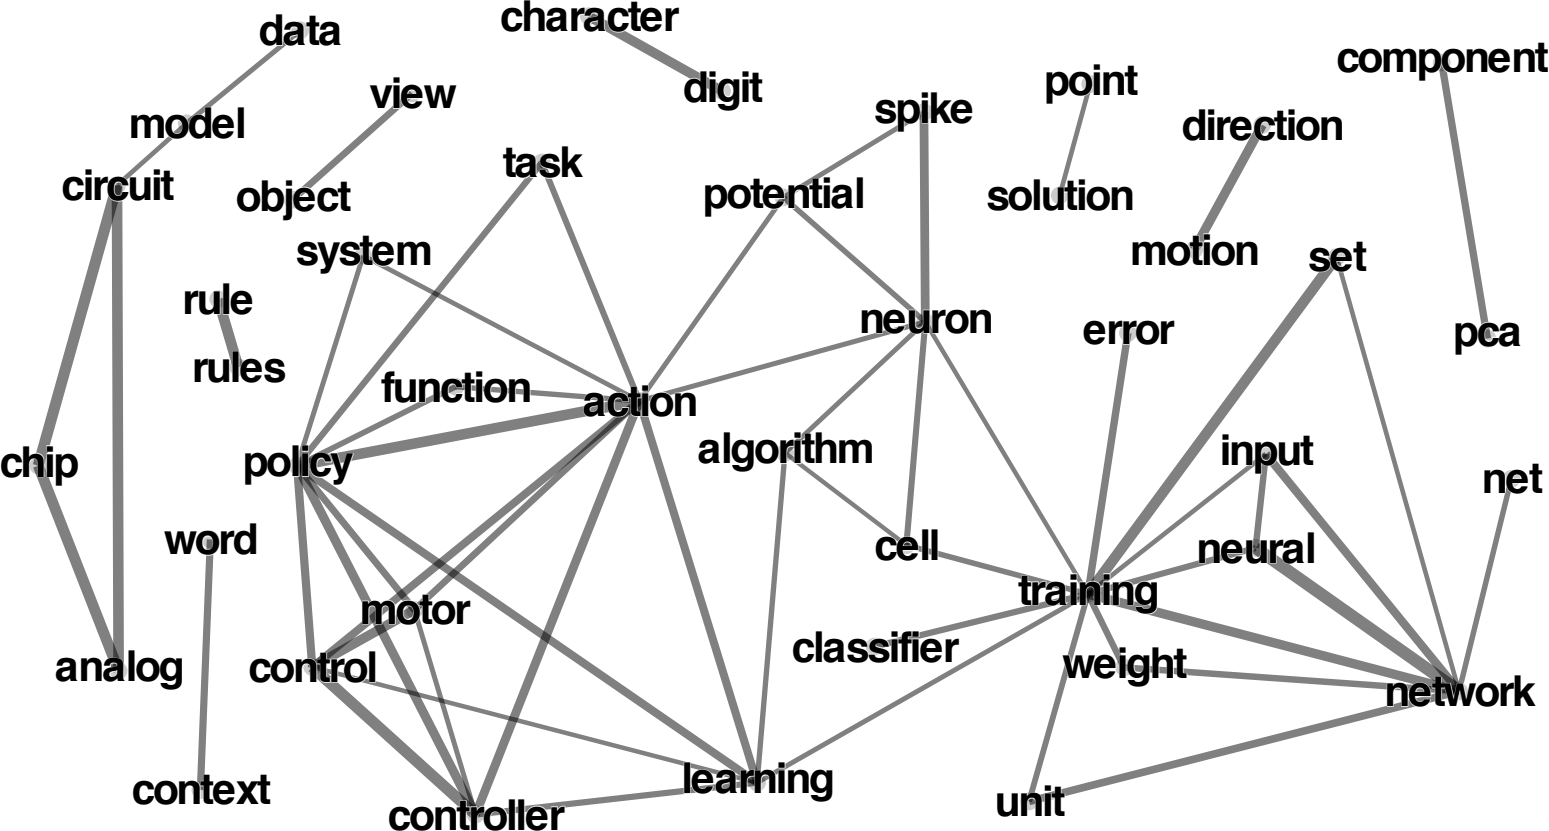 character
data
component
point
digit
view
spike
model
direction
task
circuit
potential
solution
object
system
motion
set
rule
neuron
error
pca
rules
function
action
algorithm
input
chip
policy
net
word
cell
neural
training
motor
classifier
weight
analog
control
network
learning
context
unit
controller